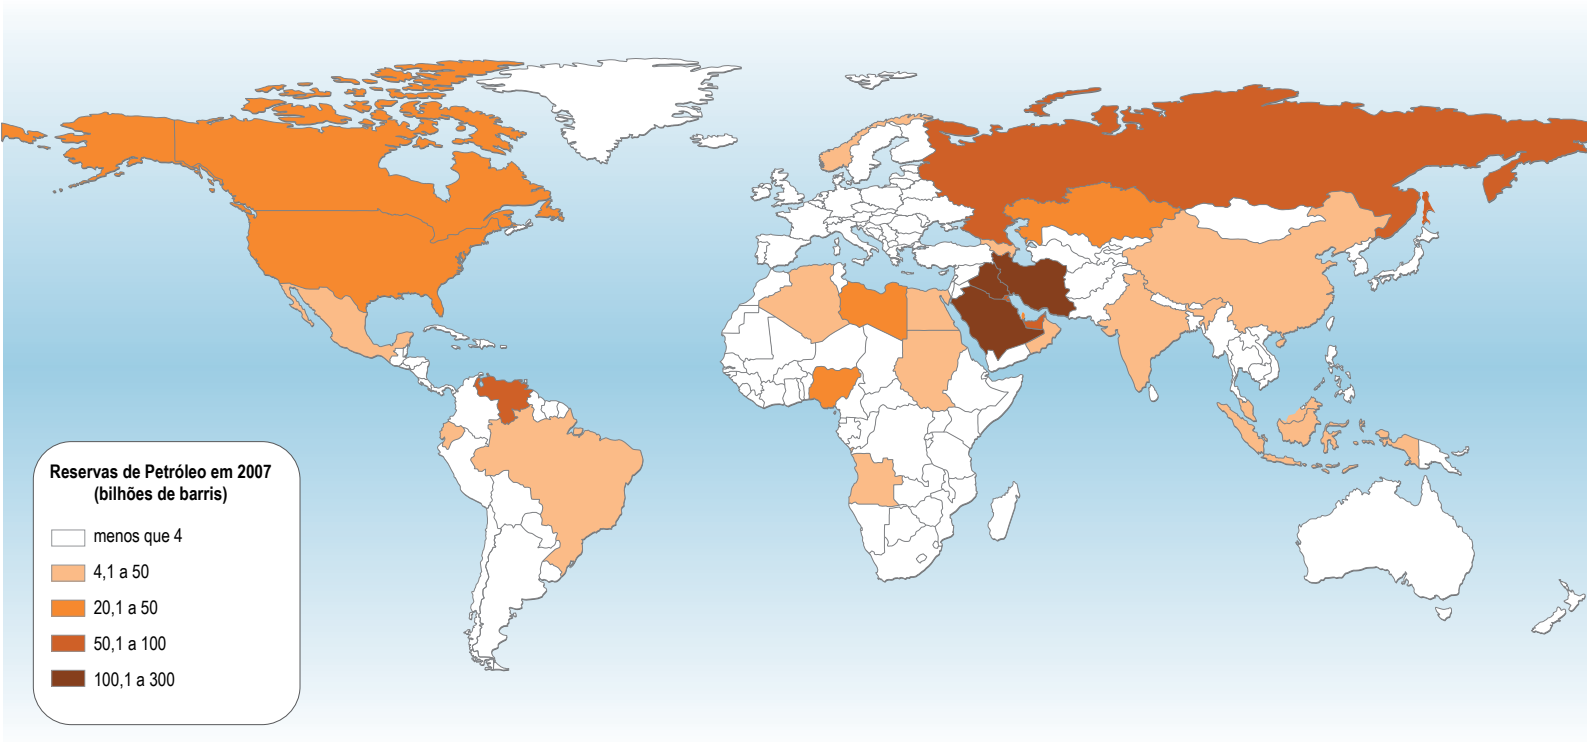 Reservas de Petróleo em 2007
(bilhões de barris)
menos que 4
4,1 a 50
20,1 a 50
50,1 a 100
100,1 a 300